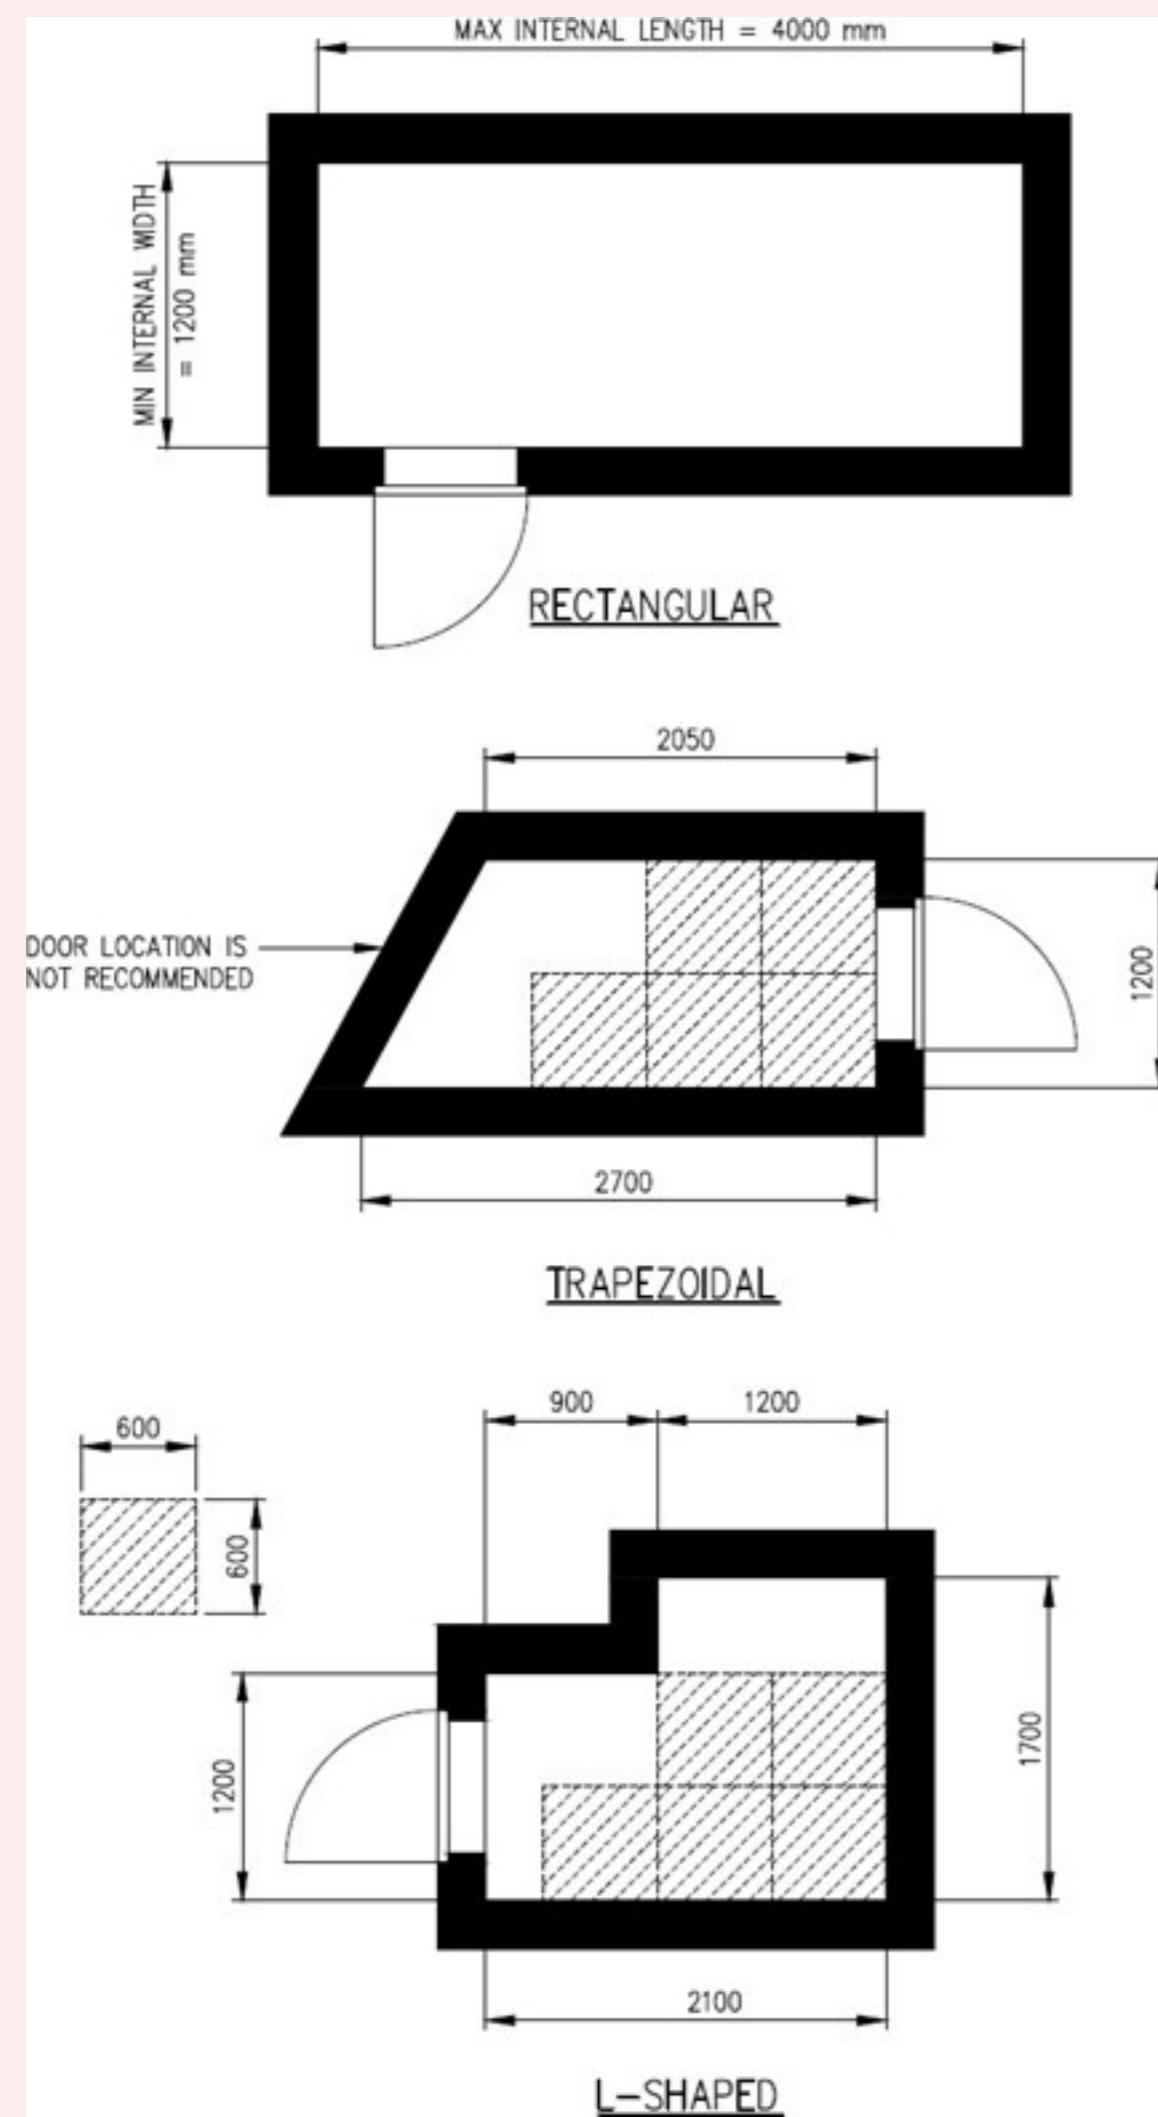 MAX INTERNAL LENGTH = 4000 mm
MIN INTERNAL WIDTH
= 1200 mm
RECTANGULAR
2050
DOOR LOCATION IS
NOT RECOMMENDED
1200
2700
TRAPEZOIDAL
900
1200
600
600
1200
1700
2100
L-SHAPED